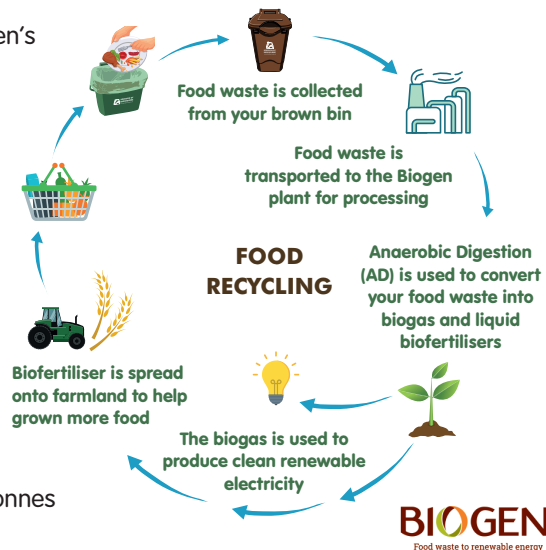 en's
Food waste is collected
from your brown bin
Food waste is
transported to the Biogen
plant for processing
FOOD
RECYCLING
Anaerobic Digestion
(AD) is used to convert
your food waste into
biogas and liquid
biofertilisers
Biofertiliser is spread
onto farmland to help
grown more food
The biogas is used to
produce clean renewable
electricity
onnes
BIOGEN
Food waste to renewable energy